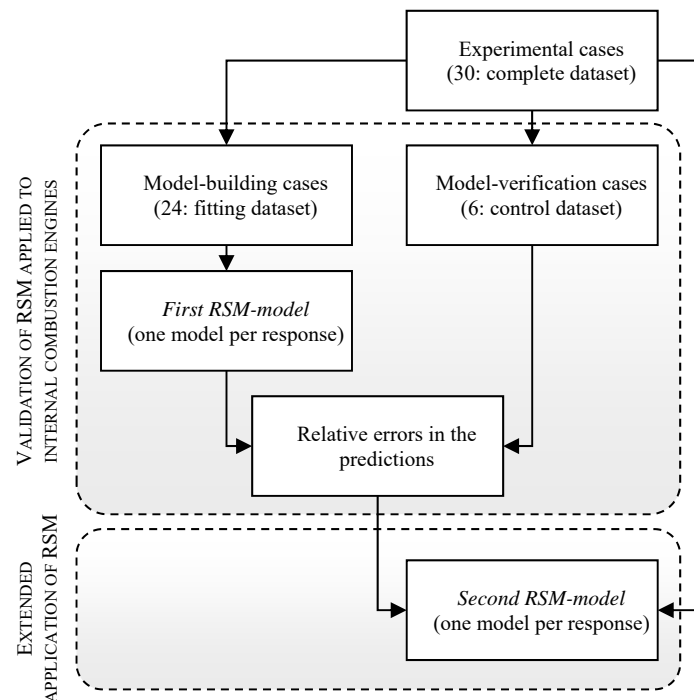 Experimental cases
(30: complete dataset)
VALIDATION OF RSM APPLIED TO
INTERNAL COMBUSTION ENGINES
Model-building cases
(24: fitting dataset)
Model-verification cases
(6: control dataset)
First RSM-model
(one model per response)
Relative errors in the
predictions
EXTENDED
APPLICATION OF RSM
Second RSM-model
(one model per response)